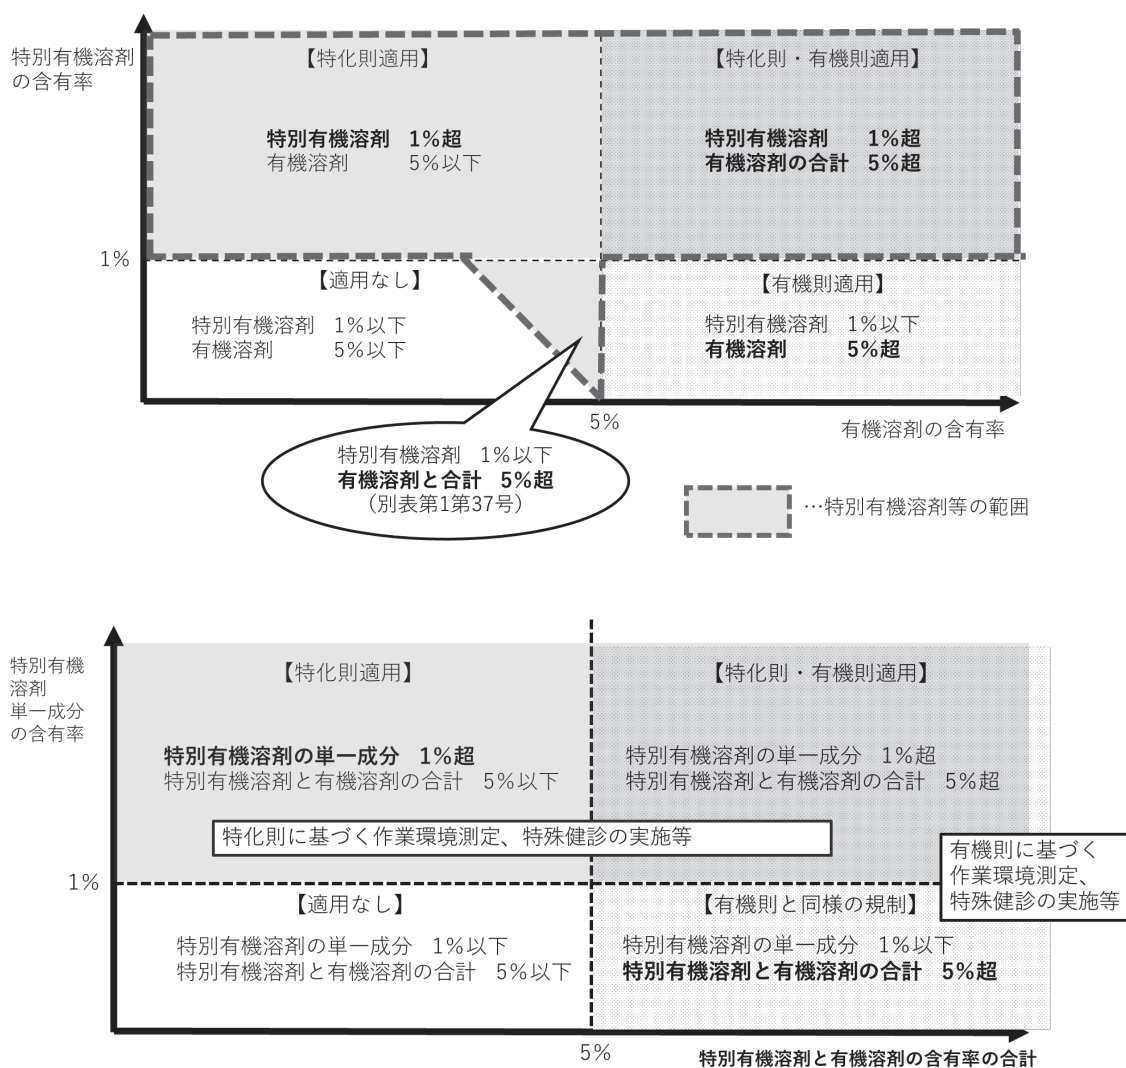 特別有機溶剤
の含有率
【特化則適用】
【特化則・有機則適用】
特別有機溶剤 1%超
有機溶剤 5%以下
特別有機溶剤 1%超
有機溶剤の合計 5%超
1%
【適用なし】
【有機則適用】
特別有機溶剤 1%以下
有機溶剤 5%以下
特別有機溶剤 1%以下
有機溶剤 5%超
5%
有機溶剤の含有率
特別有機溶剤 1%以下
有機溶剤と合計 5%超
（別表第1第37号）
…特別有機溶剤等の範囲
特別有機
溶剤
単一成分
の含有率
【特化則適用】
【特化則・有機則適用】
特別有機溶剤の単一成分 1%超
特別有機溶剤と有機溶剤の合計 5%以下
特別有機溶剤の単一成分 1%超
特別有機溶剤と有機溶剤の合計 5%超
特化則に基づく作業環境測定、特殊健診の実施等
有機則に基づく
作業環境測定、
特殊健診の実施等
1%
【適用なし】
【有機則と同様の規制】
特別有機溶剤の単一成分 1%以下
特別有機溶剤と有機溶剤の合計 5%以下
特別有機溶剤の単一成分 1%以下
特別有機溶剤と有機溶剤の合計 5%超
5%
特別有機溶剤と有機溶剤の含有率の合計